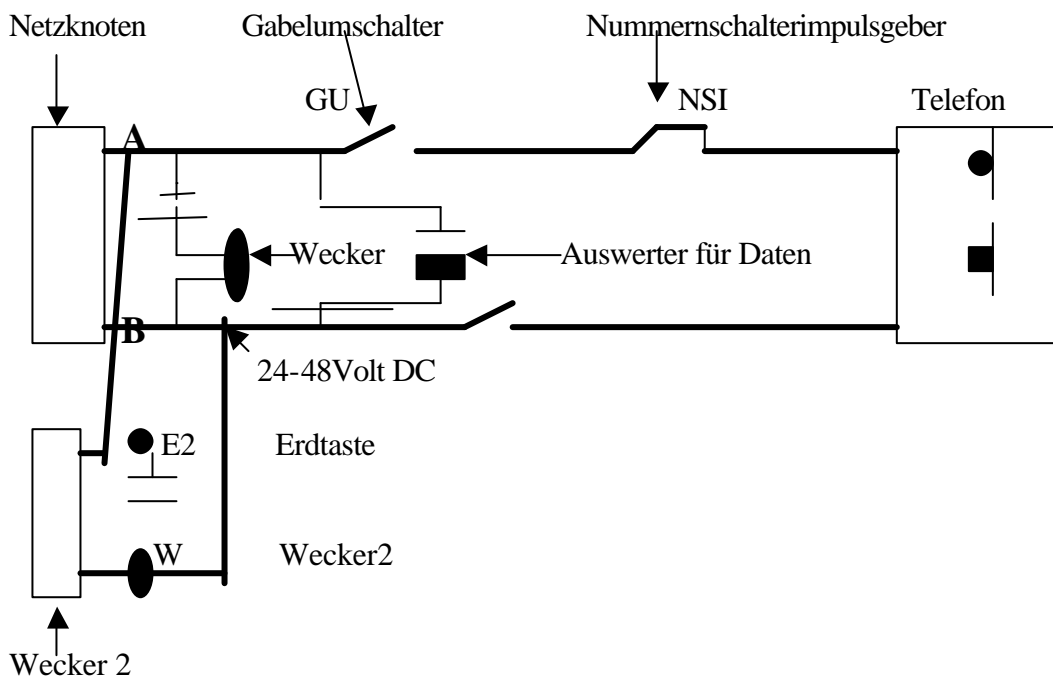 Netzknoten Gabelumschalter Nummernschalterimpulsgeber
GU NSI Telefon
A
Wecker Auswerter für Daten
B
24-48Volt DC
E2 Erdtaste
W Wecker2
Wecker 2